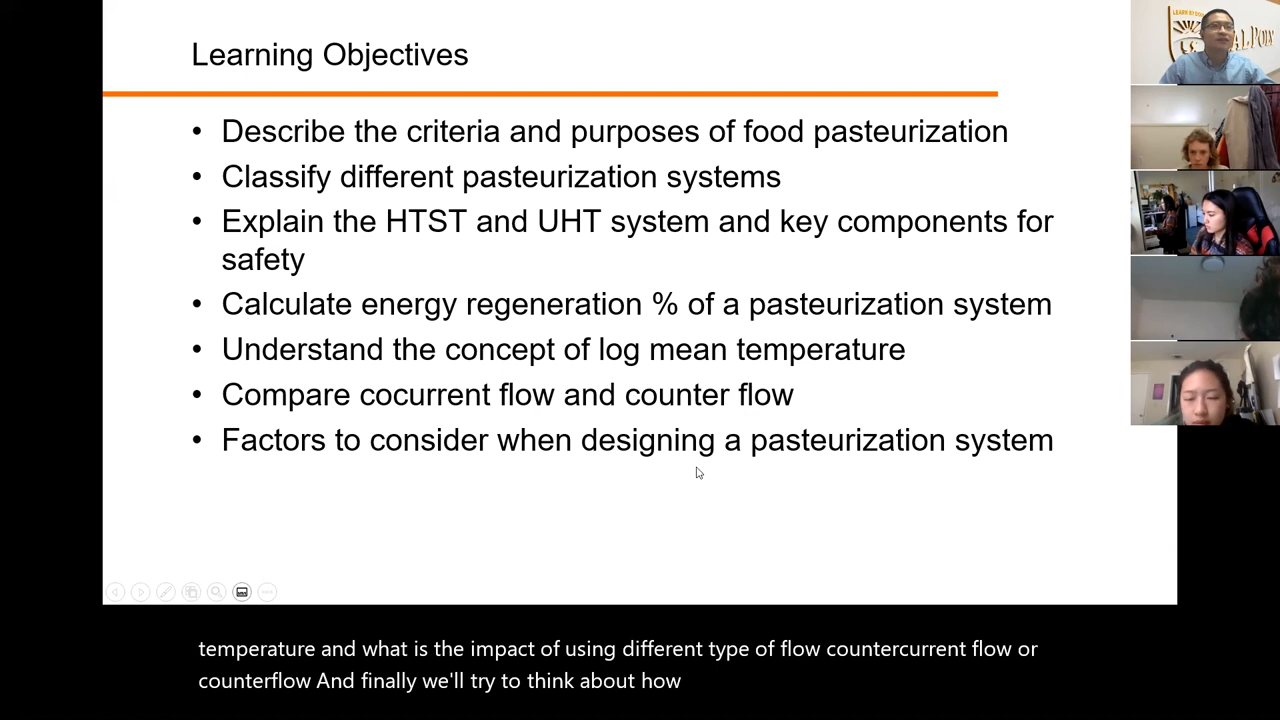 Learning Objectives
• Describe the criteria and purposes of food pasteurization
• Classify different pasteurization systems
• Explain the HTST and UHT system and key components for
safety
• Calculate energy regeneration % of a pasteurization system
• Understand the concept of log mean temperature
• Compare cocurrent flow and counter flow
• Factors to consider when designing a pasteurization system
temperature and what is the impact of using different type of flow countercurrent flow or
counterflow And finally we'll try to think about how